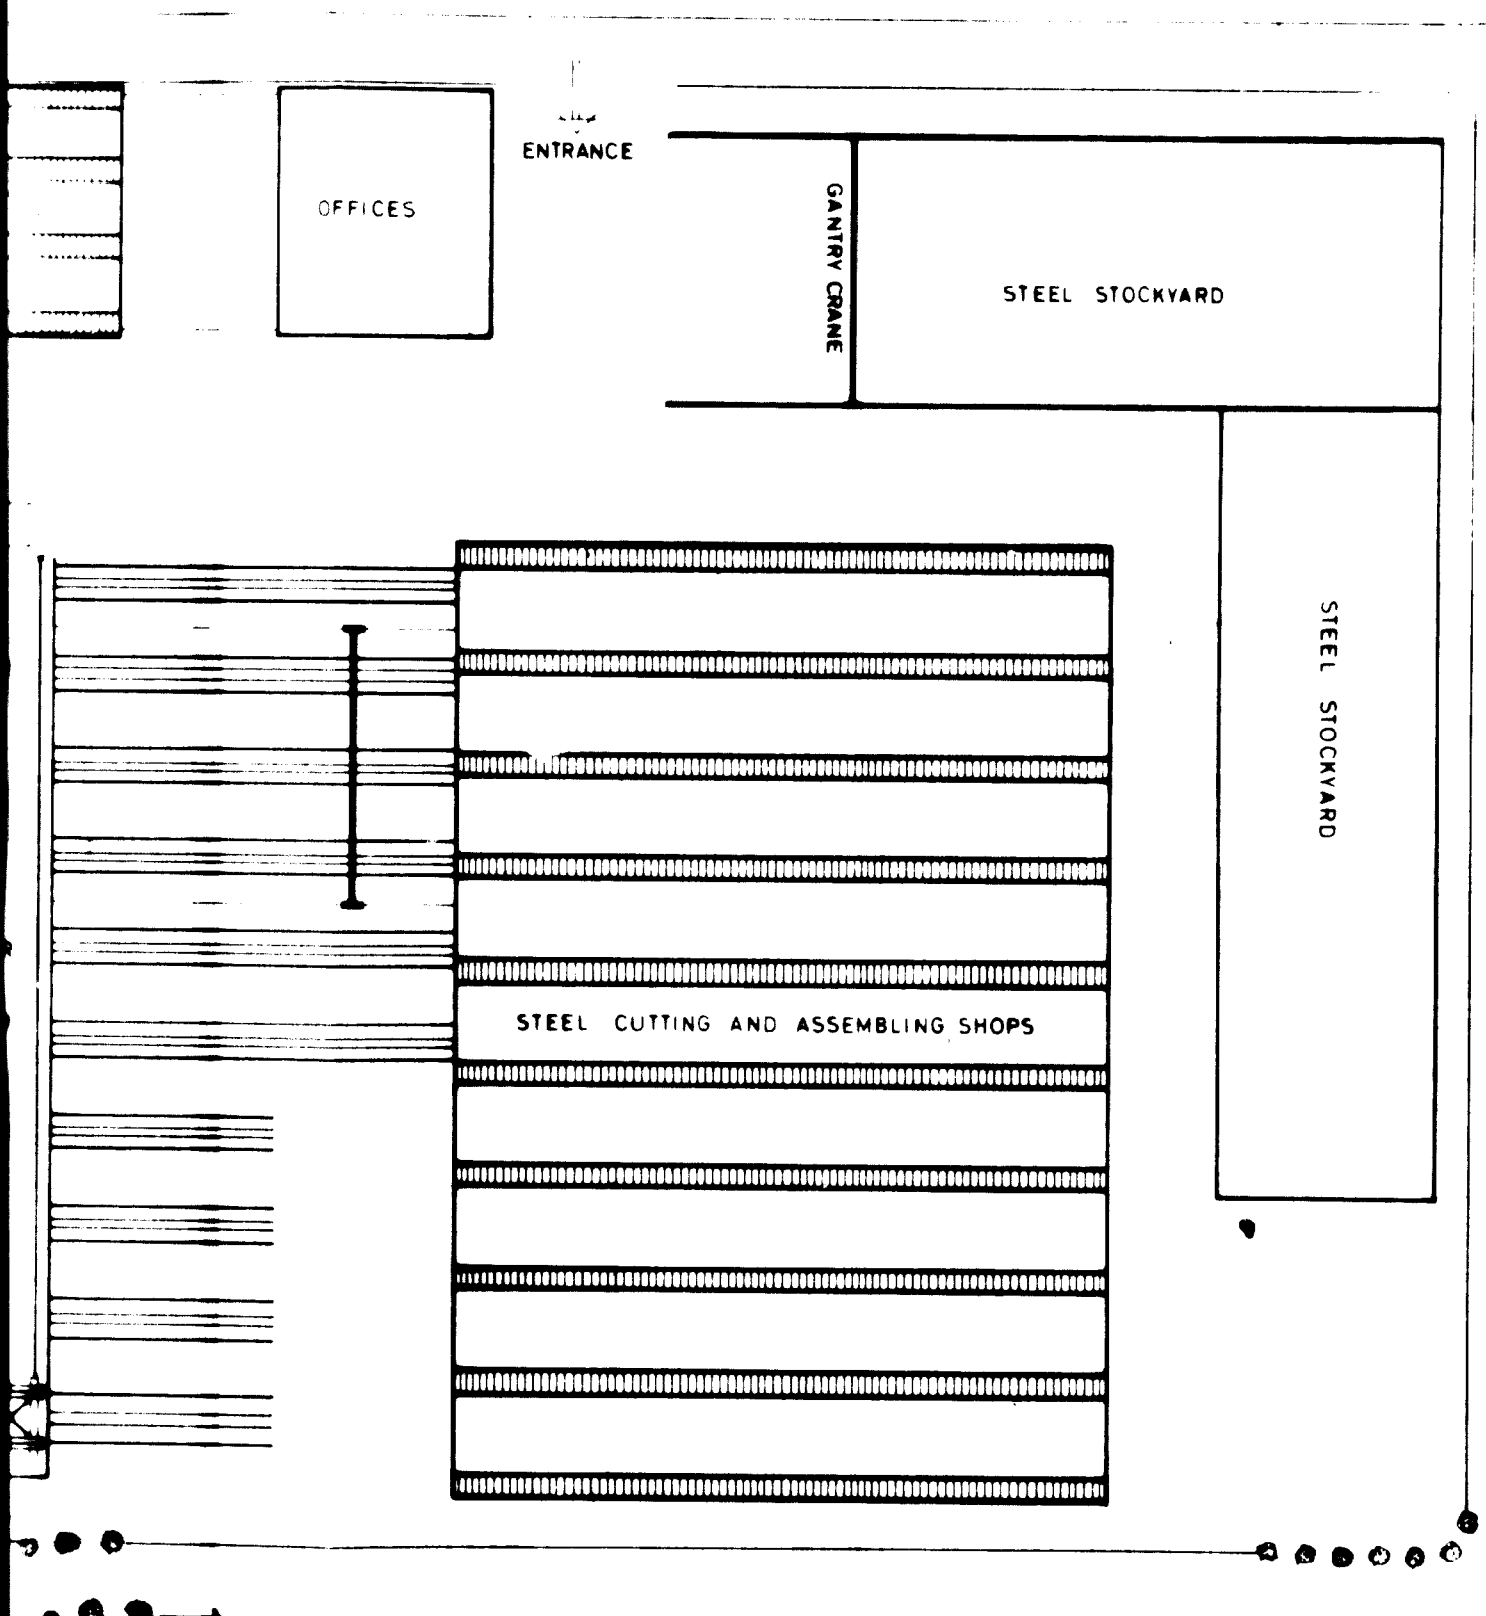 ENTRANCE
OFFICES
GANTRY CRANE
STEEL STOCKYARD
STEEL STOCKYARD
STEEL CUTTING AND ASSEMBLING SHOPS